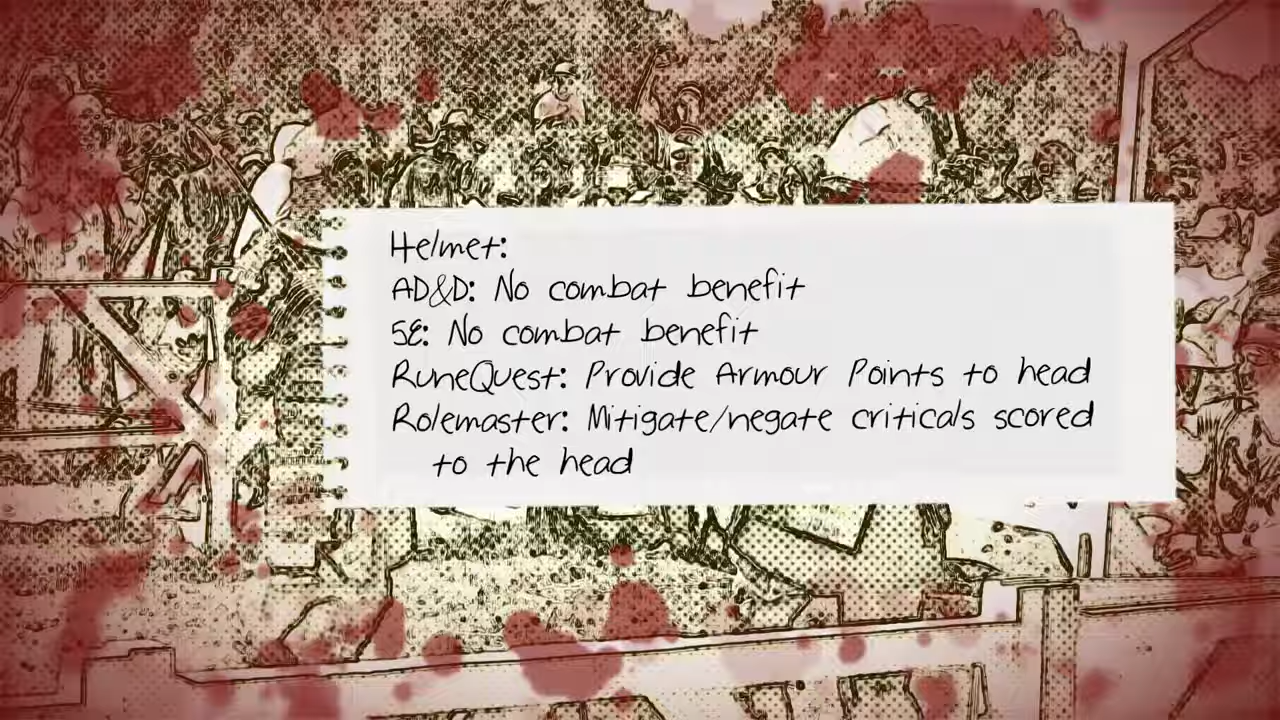 Helmet:
AD&D: No combat benefit
5E: No combat benefit
RuneQuest: Provide Armour Points to head
Rolemaster: Mitigate/negate criticals scored
to the head